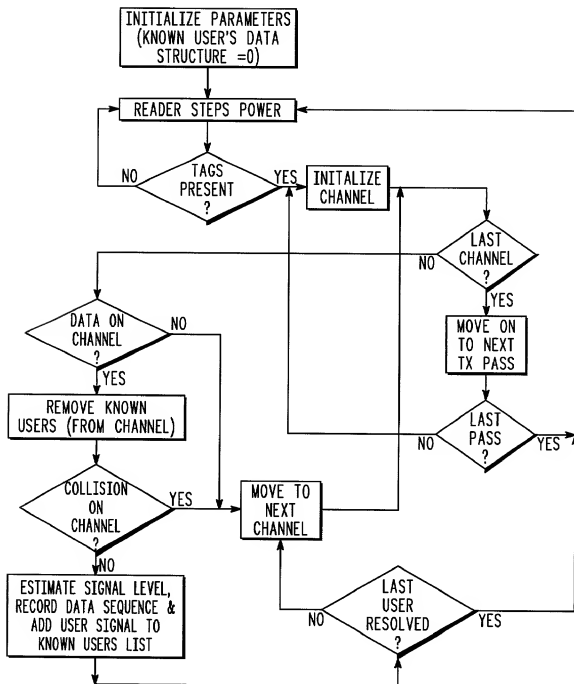 INITIALIZE PARAMETERS
(KNOWN USER'S DATA
STRUCTURE =0)
READER STEPS POWER
TAGS
PRESENT
?
NO
YES
INITALIZE
CHANNEL
LAST
CHANNEL
?
NO
YES
DATA ON
CHANNEL
?
NO
YES
MOVE ON
TO NEXT
TX PASS
REMOVE KNOWN
USERS (FROM CHANNEL)
LAST
PASS
?
NO
YES
COLLISION
ON
CHANNEL
?
YES
NO
MOVE TO
NEXT
CHANNEL
ESTIMATE SIGNAL LEVEL,
RECORD DATA SEQUENCE &
ADD USER SIGNAL TO
KNOWN USERS LIST
LAST
USER
RESOLVED
?
NO
YES